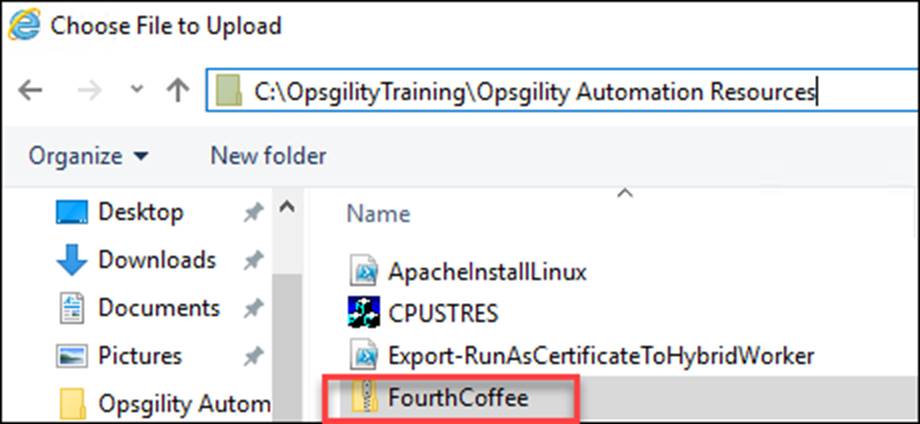 Choose File to Upload
C:\OpsgilityTraining\Opsgility Automation Resources
Organize New folder
Desktop
Downloads
Documents
Pictures
Opsgility Autom
Name
ApacheInstallLinux
CPUSTRES
Export-RunAsCertificateToHybridWorker
FourthCoffee